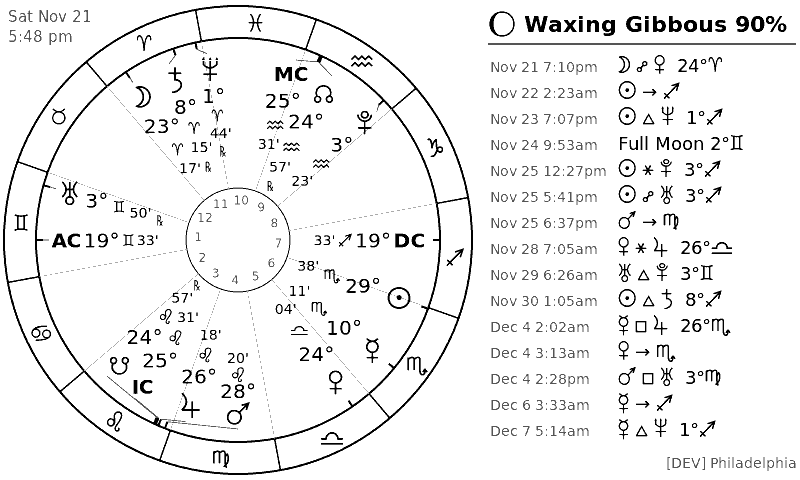 Sat Nov 21
5:48 pm
☽ 23° ♈ 17'
♄ 8° ♈ 15' ℞
♆ 1° ♈ 44' ℞
MC 25° ♒ 31'
☊ 24° ♒ 57' ℞
♇ 3° ♒ 23'
♅ 3° ♊ 50' ℞
AC 19° ♊ 33'
33' ♐ 19° DC
38' ♏ 29° ☉
11' ♏ 10° ☿
04' ♎ 24° ♀
☋ 24° ♌ 57' ℞
IC 25° ♌ 31'
♃ 26° ♌ 18'
♂ 28° ♌ 20'
1
2
3
4
5
6
7
8
9
10
11
12
♈
♓
♒
♑
♐
♏
♎
♍
♌
♋
♊
♉
Waxing Gibbous 90%
Nov 21 7:10pm ☽ ☍ ♀ 24°♈
Nov 22 2:23am ☉ → ♐
Nov 23 7:07pm ☉ △ ♆ 1°♐
Nov 24 9:53am Full Moon 2°♊
Nov 25 12:27pm ☉ ⚹ ♇ 3°♐
Nov 25 5:41pm ☉ ☍ ♅ 3°♐
Nov 25 6:37pm ♂ → ♍
Nov 28 7:05am ♀ ⚹ ♃ 26°♎
Nov 29 6:26am ♅ △ ♇ 3°♊
Nov 30 1:05am ☉ △ ♄ 8°♐
Dec 4 2:02am ☿ □ ♃ 26°♏
Dec 4 3:13am ♀ → ♏
Dec 4 2:28pm ♂ □ ♅ 3°♍
Dec 6 3:33am ☿ → ♐
Dec 7 5:14am ☿ △ ♆ 1°♐
[DEV] Philadelphia